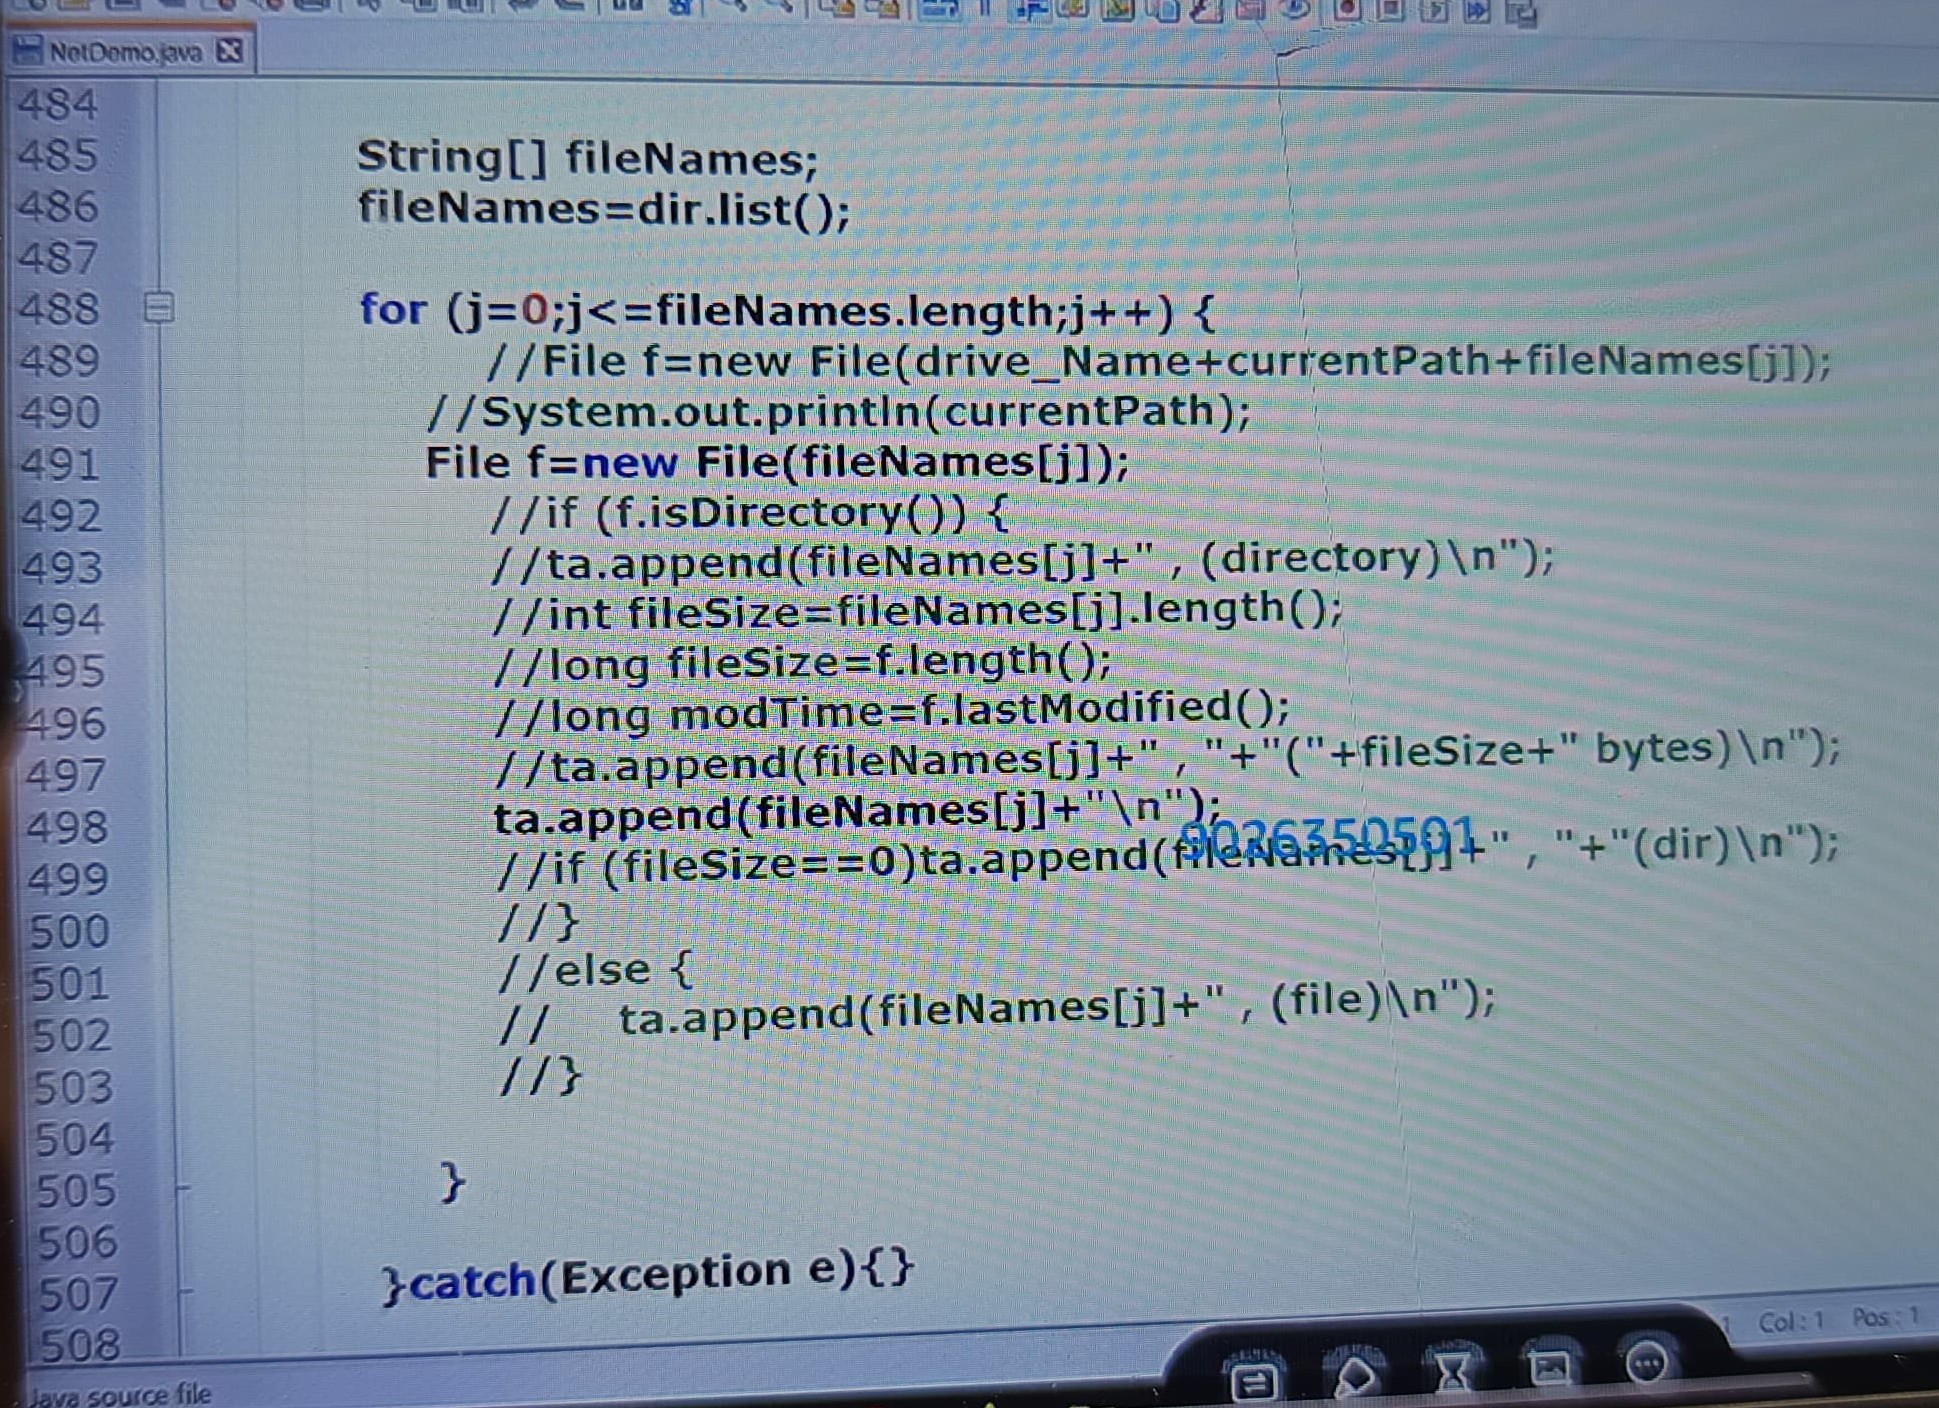 NetDemo.java
484
485 String[] fileNames;
486 fileNames=dir.list();
487
488 for (j=0;j<=fileNames.length;j++) {
489 //File f=new File(drive_Name+currentPath+fileNames[j]);
490 //System.out.println(currentPath);
491 File f=new File(fileNames[j]);
492 //if (f.isDirectory()) {
493 //ta.append(fileNames[j]+" , (directory)\n");
494 //int fileSize=fileNames[j].length();
495 //long fileSize=f.length();
496 //long modTime=f.lastModified();
497 //ta.append(fileNames[j]+" , "+"("+fileSize+" bytes)\n");
498 ta.append(fileNames[j]+"\n");
9026350501
499 //if (fileSize==0)ta.append(fileNames[j]+" , "+"(dir)\n");
500 //}
501 //else {
502 // ta.append(fileNames[j]+" , (file)\n");
503 //}
504
505 }
506
507 }catch(Exception e){}
508
Col : 1 Pos : 1
Java source file